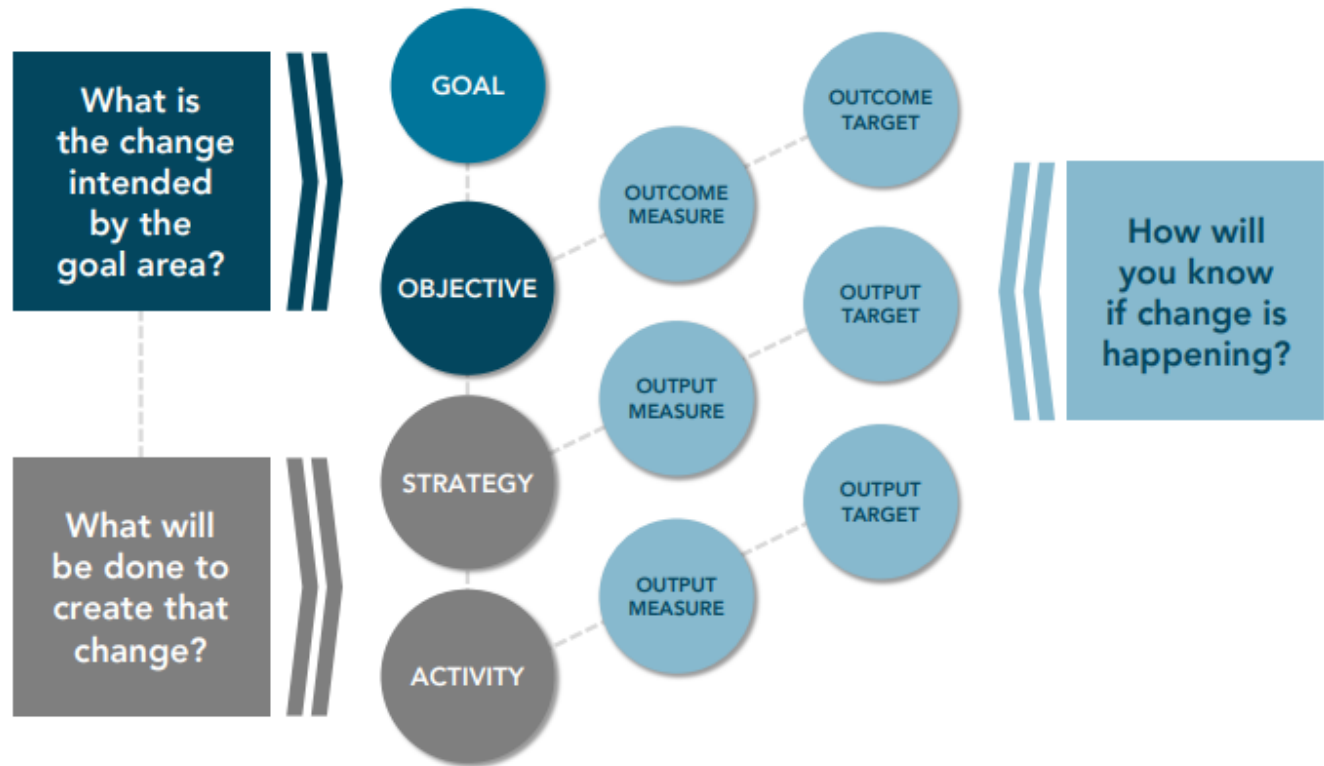 What is
the change
intended
by the
goal area?
What will
be done to
create that
change?
GOAL
OBJECTIVE
STRATEGY
ACTIVITY
OUTCOME
MEASURE
OUTCOME
TARGET
OUTPUT
MEASURE
OUTPUT
TARGET
OUTPUT
MEASURE
OUTPUT
TARGET
How will
you know
if change is
happening?